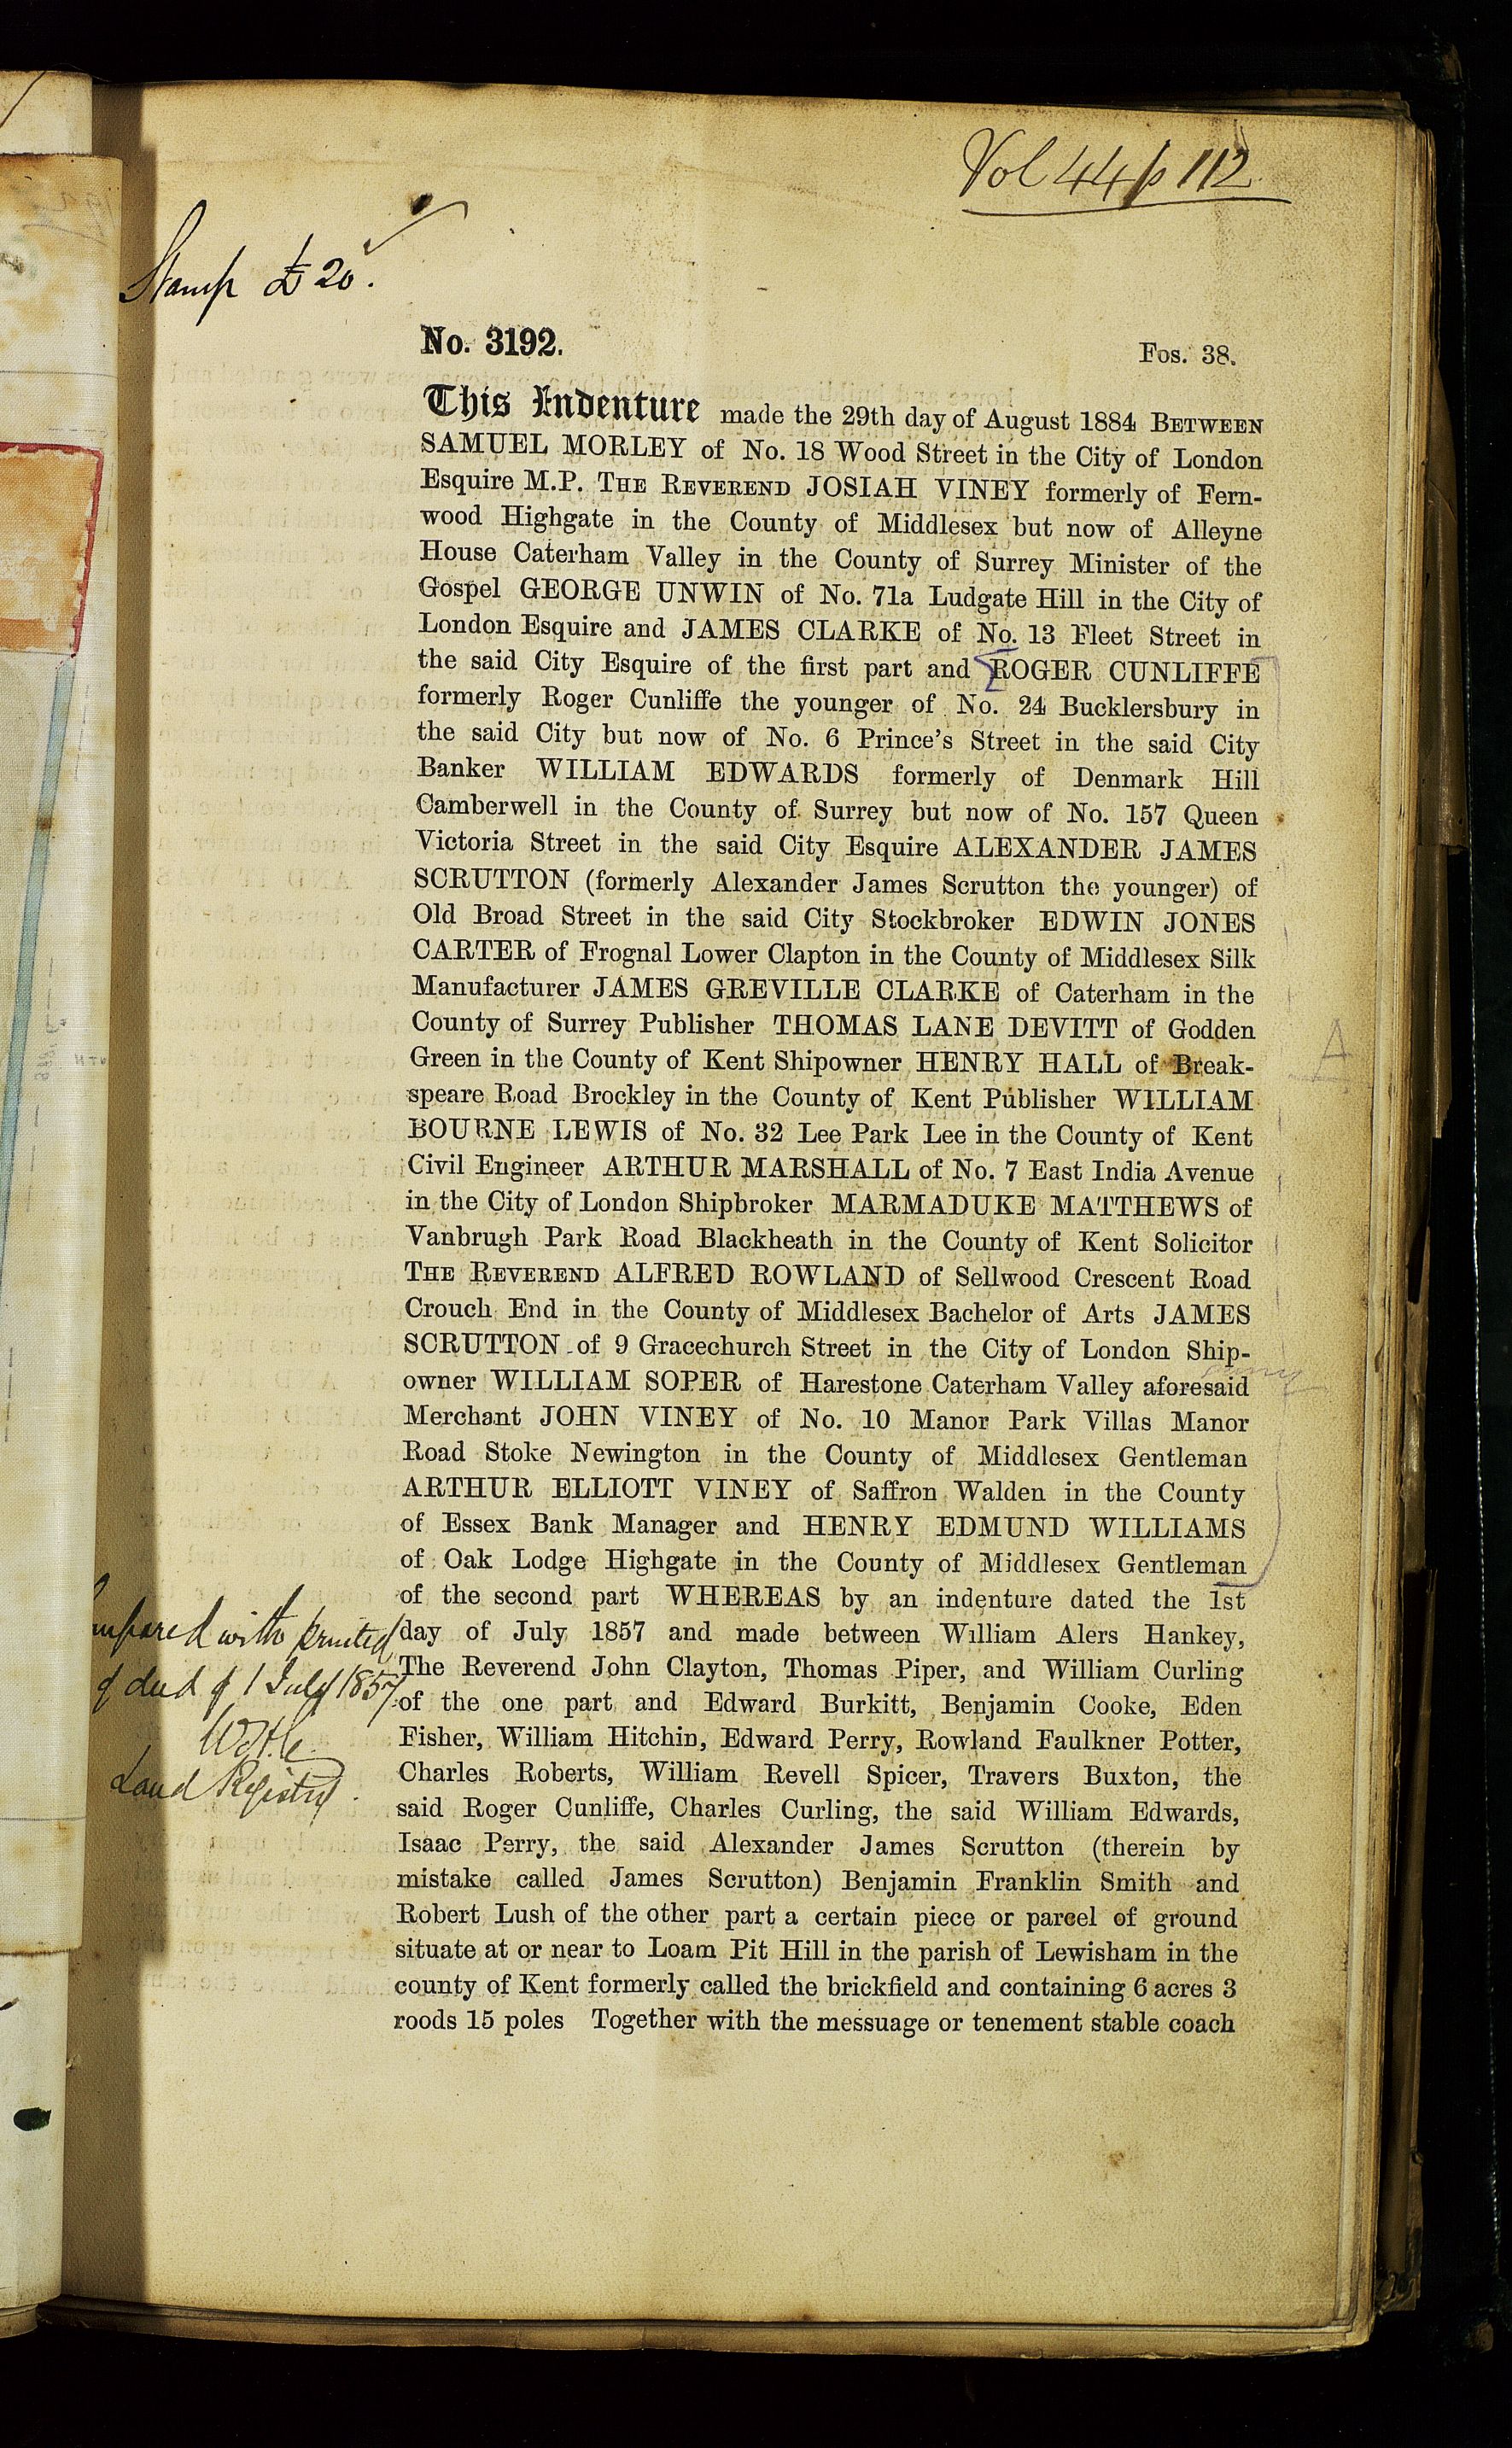 Vol 44 p 112
Stamp £20.
No. 3192.
Fos. 38.
This Indenture made the 29th day of August 1884 BETWEEN
SAMUEL MORLEY of No. 18 Wood Street in the City of London
Esquire M.P. THE REVEREND JOSIAH VINEY formerly of Fern-
wood Highgate in the County of Middlesex but now of Alleyne
House Caterham Valley in the County of Surrey Minister of the
Gospel GEORGE UNWIN of No. 71a Ludgate Hill in the City of
London Esquire and JAMES CLARKE of No. 13 Fleet Street in
the said City Esquire of the first part and ROGER CUNLIFFE
formerly Roger Cunliffe the younger of No. 24 Bucklersbury in
the said City but now of No. 6 Prince's Street in the said City
Banker WILLIAM EDWARDS formerly of Denmark Hill
Camberwell in the County of Surrey but now of No. 157 Queen
Victoria Street in the said City Esquire ALEXANDER JAMES
SCRUTTON (formerly Alexander James Scrutton the younger) of
Old Broad Street in the said City Stockbroker EDWIN JONES
CARTER of Frognal Lower Clapton in the County of Middlesex Silk
Manufacturer JAMES GREVILLE CLARKE of Caterham in the
County of Surrey Publisher THOMAS LANE DEVITT of Godden
Green in the County of Kent Shipowner HENRY HALL of Break-
speare Road Brockley in the County of Kent Publisher WILLIAM
BOURNE LEWIS of No. 32 Lee Park Lee in the County of Kent
Civil Engineer ARTHUR MARSHALL of No. 7 East India Avenue
in the City of London Shipbroker MARMADUKE MATTHEWS of
Vanbrugh Park Road Blackheath in the County of Kent Solicitor
THE REVEREND ALFRED ROWLAND of Sellwood Crescent Road
Crouch End in the County of Middlesex Bachelor of Arts JAMES
SCRUTTON of 9 Gracechurch Street in the City of London Ship-
owner WILLIAM SOPER of Harestone Caterham Valley aforesaid
Merchant JOHN VINEY of No. 10 Manor Park Villas Manor
Road Stoke Newington in the County of Middlesex Gentleman
ARTHUR ELLIOTT VINEY of Saffron Walden in the County
of Essex Bank Manager and HENRY EDMUND WILLIAMS
of Oak Lodge Highgate in the County of Middlesex Gentleman
of the second part WHEREAS by an indenture dated the 1st
day of July 1857 and made between William Alers Hankey,
The Reverend John Clayton, Thomas Piper, and William Curling
of the one part and Edward Burkitt, Benjamin Cooke, Eden
Fisher, William Hitchin, Edward Perry, Rowland Faulkner Potter,
Charles Roberts, William Revell Spicer, Travers Buxton, the
said Roger Cunliffe, Charles Curling, the said William Edwards,
Isaac Perry, the said Alexander James Scrutton (therein by
mistake called James Scrutton) Benjamin Franklin Smith and
Robert Lush of the other part a certain piece or parcel of ground
situate at or near to Loam Pit Hill in the parish of Lewisham in the
county of Kent formerly called the brickfield and containing 6 acres 3
roods 15 poles Together with the messuage or tenement stable coach
A
with printed
of deed of 1 July 1857
Land Registry.